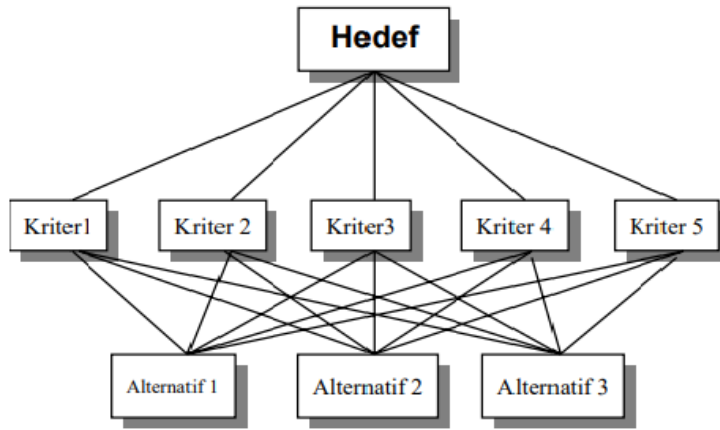 Hedef
Kriter1
Kriter 2
Kriter3
Kriter 4
Kriter 5
Alternatif 1
Alternatif 2
Alternatif 3